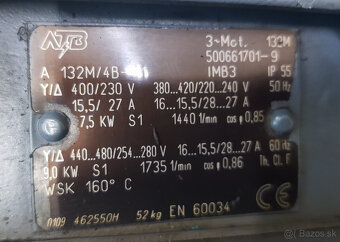 ATB
3~Mot. 132M
500661701-9
A 132M/4B-
IMB3 IP 55
Y/Δ 400/230 V 380...420/220...240 V 50 Hz
15,5/ 27 A 16...15,5/28...27 A
7,5 KW S1 1440 1/min cos φ 0,85
Y/Δ 440...480/254...280 V 16...15,5/28...27 A 60 Hz
9,0 KW S1 1735 1/min cos φ 0,86 Th. Cl. F
WSK 160° C
0109 462550H 52 kg EN 60034
CE
bazos.sk